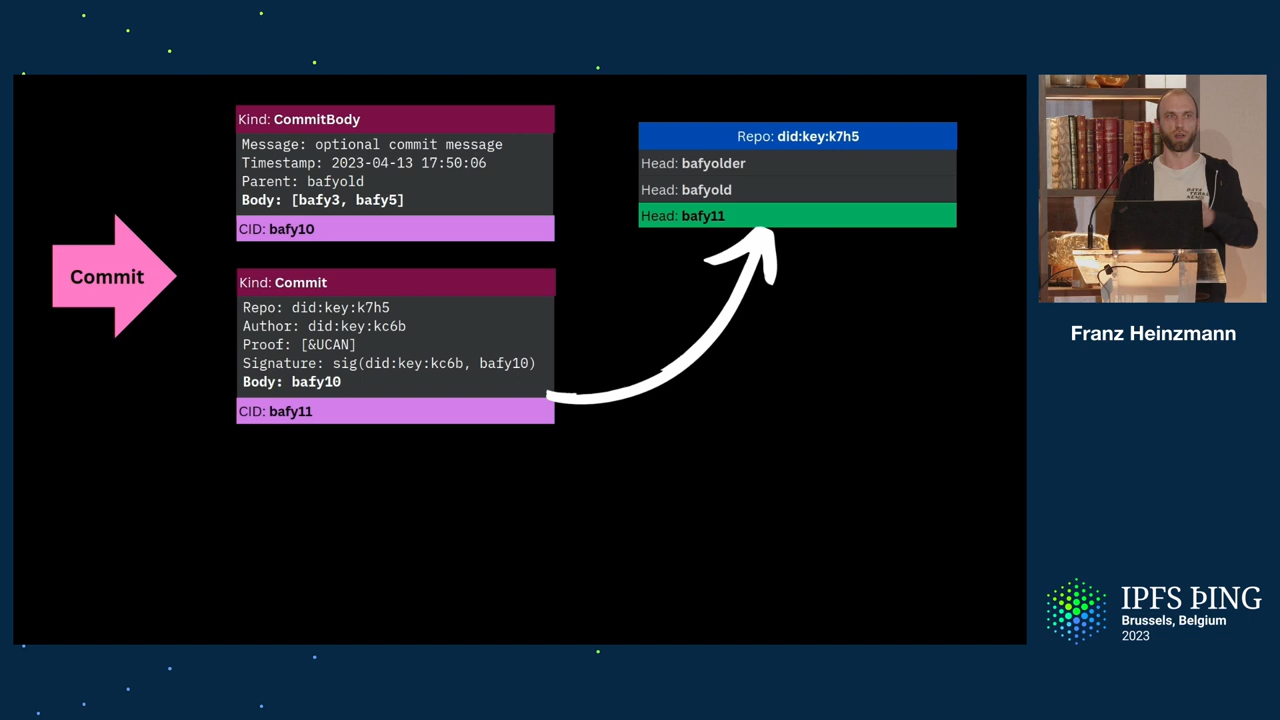 Commit
Kind: CommitBody
Message: optional commit message
Timestamp: 2023-04-13 17:50:06
Parent: bafyold
Body: [bafy3, bafy5]
CID: bafy10
Kind: Commit
Repo: did:key:k7h5
Author: did:key:kc6b
Proof: [&UCAN]
Signature: sig(did:key:kc6b, bafy10)
Body: bafy10
CID: bafy11
Repo: did:key:k7h5
Head: bafyolder
Head: bafyold
Head: bafy11
Franz Heinzmann
IPFS ÞING
Brussels, Belgium
2023